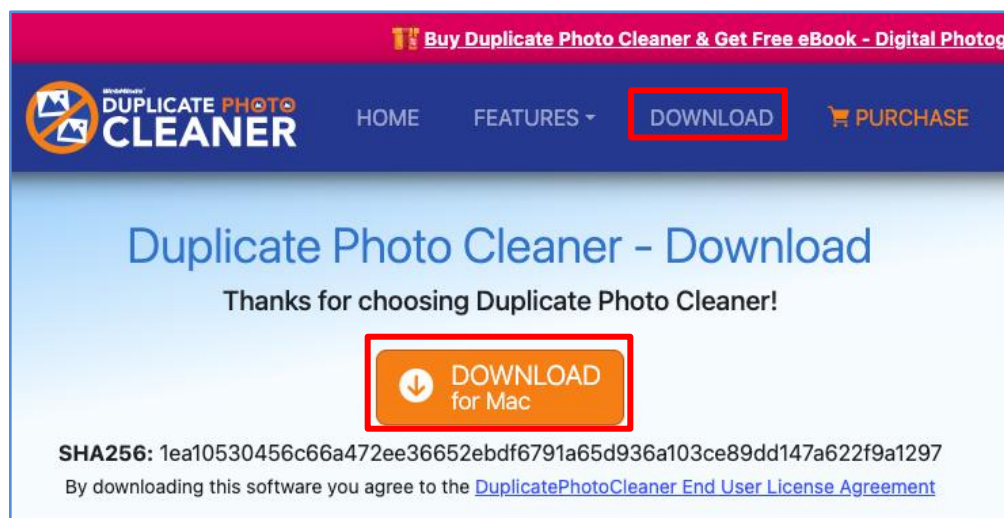 Buy Duplicate Photo Cleaner & Get Free eBook - Digital Photog
DUPLICATE PHOTO
CLEANER
HOME FEATURES DOWNLOAD PURCHASE
Duplicate Photo Cleaner - Download
Thanks for choosing Duplicate Photo Cleaner!
DOWNLOAD
for Mac
SHA256: 1ea10530456c66a472ee36652ebdf6791a65d936a103ce89dd147a622f9a1297
By downloading this software you agree to the DuplicatePhotoCleaner End User License Agreement